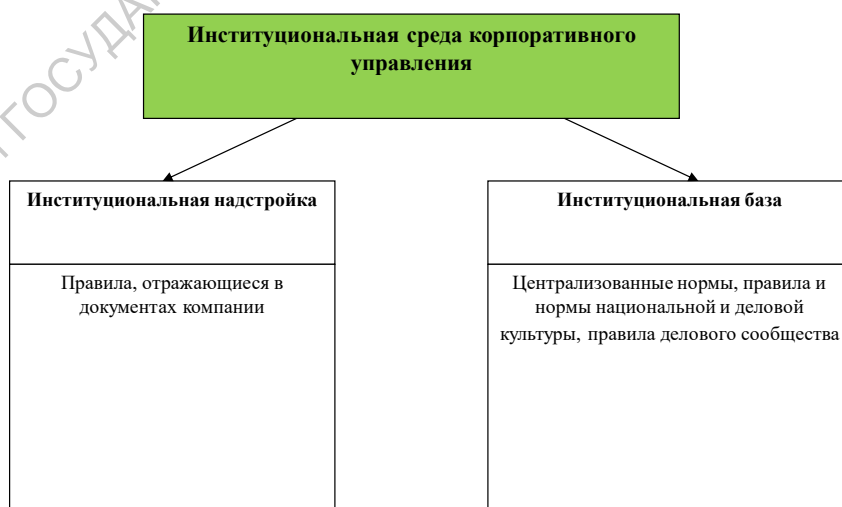 Институциональная среда корпоративного
управления
Институциональная надстройка
Правила, отражающиеся в
документах компании
Институциональная база
Централизованные нормы, правила и
нормы национальной и деловой
культуры, правила делового сообщества